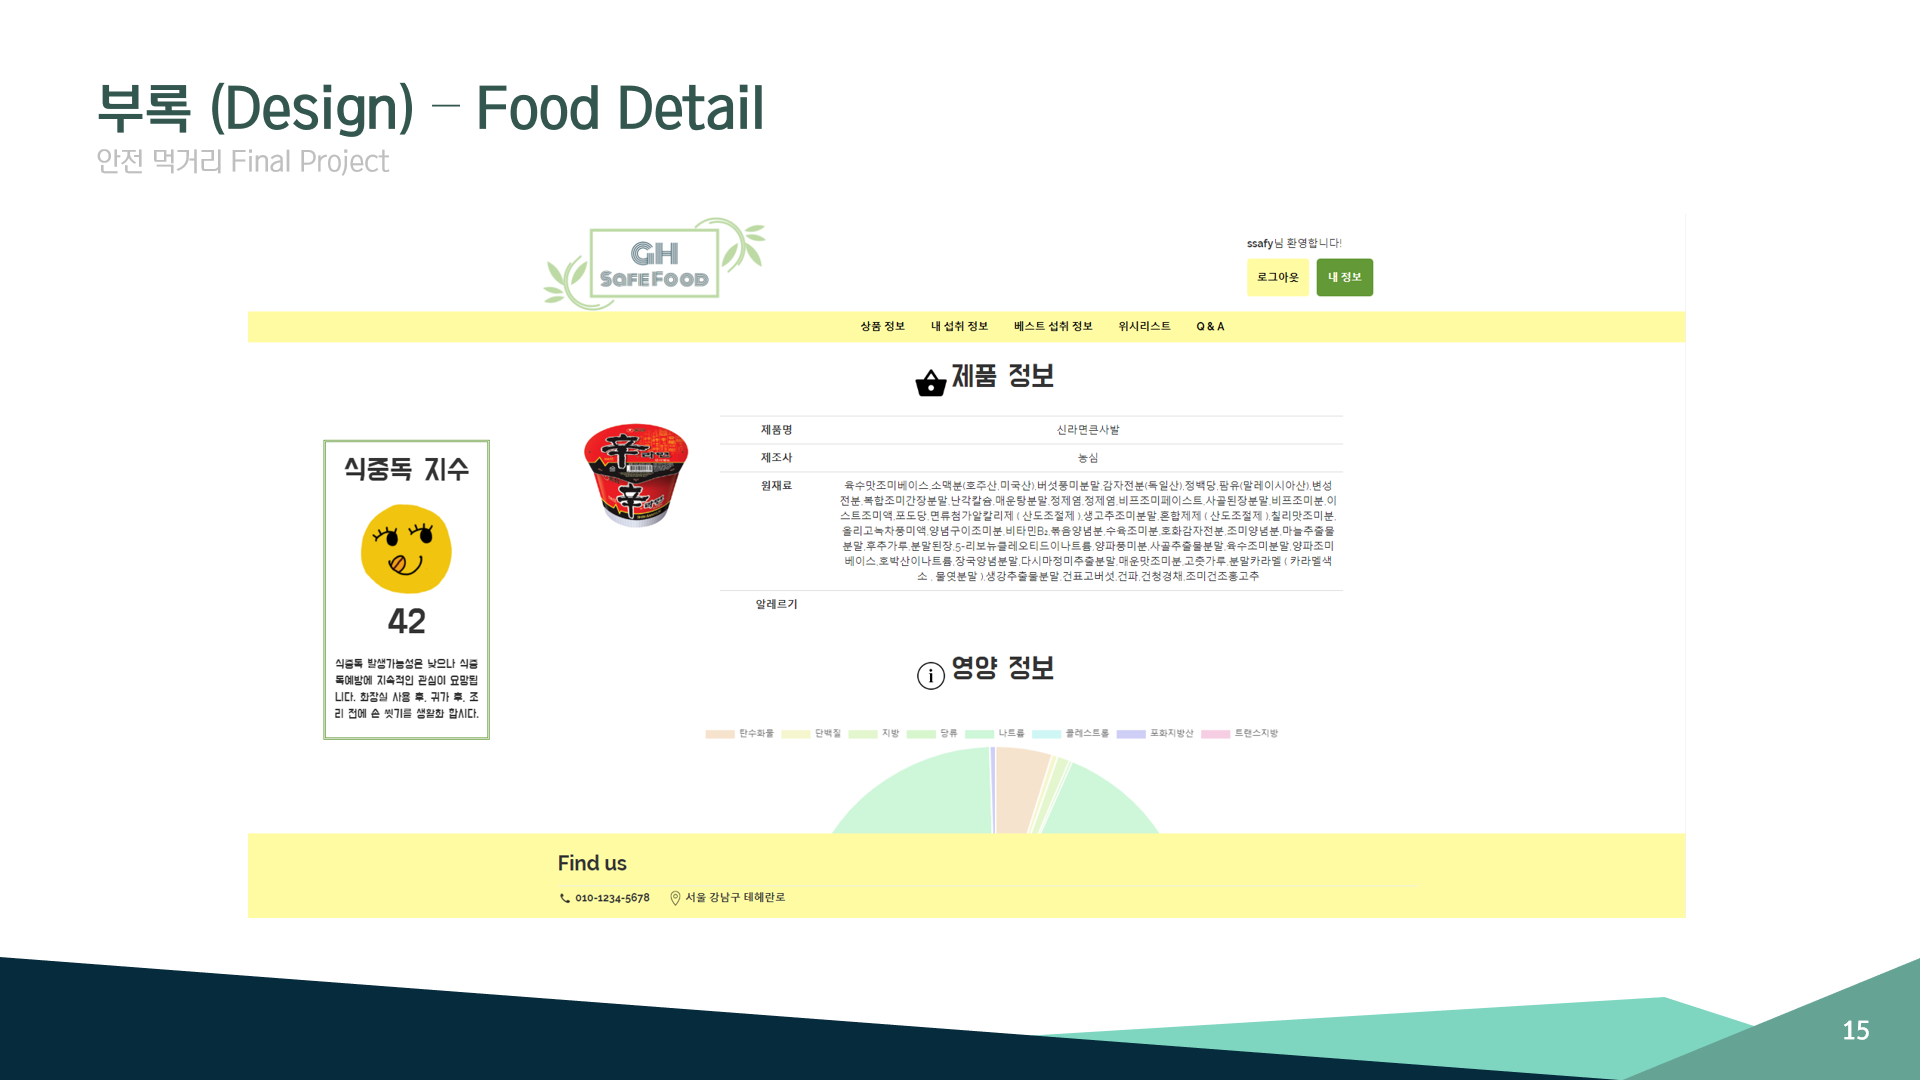 부록 (Design) – Food Detail
안전 먹거리 Final Project
GH
SAFE FOOD
ssafy님 환영합니다!
로그아웃 내 정보
상품 정보 내 섭취 정보 베스트 섭취 정보 위시리스트 Q & A
제품 정보
제품명 신라면큰사발
제조사 농심
원재료 육수맛조미베이스,소맥분(호주산,미국산),버섯풍미분말,감자전분(독일산),정백당,팜유(말레이시아산),변성
전분,복합조미간장분말,난각칼슘,매운탕분말,정제염,정제염,비프조미페이스트,사골된장분말,비프조미분,이
스트조미액,포도당,면류첨가알칼리제 ( 산도조절제 ),생고추조미분말,혼합제제 ( 산도조절제 ),칠리맛조미분,
올리고녹차풍미액,양념구이조미분,비타민B2,볶음양념분,수육조미분,호화감자전분,조미양념분,마늘추출물
분말,후추가루,분말된장,5-리보뉴클레오티드이나트륨,양파풍미분,사골추출물분말,육수조미분말,양파조미
베이스,호박산이나트륨,장국양념분말,다시마정미추출분말,매운맛조미분,고춧가루,분말카라멜 ( 카라멜색
소 , 물엿분말 ),생강추출물분말,건표고버섯,건파,건청경채,조미건조홍고추
알레르기
식중독 지수
42
식중독 발생가능성은 낮으나 식중
독예방에 지속적인 관심이 요망됩
니다. 화장실 사용 후, 귀가 후, 조
리 전에 손 씻기를 생활화 합시다.
辛라면
辛라면
영양 정보
탄수화물 단백질 지방 당류 나트륨 콜레스트롤 포화지방산 트랜스지방
Find us
010-1234-5678 서울 강남구 테헤란로
15